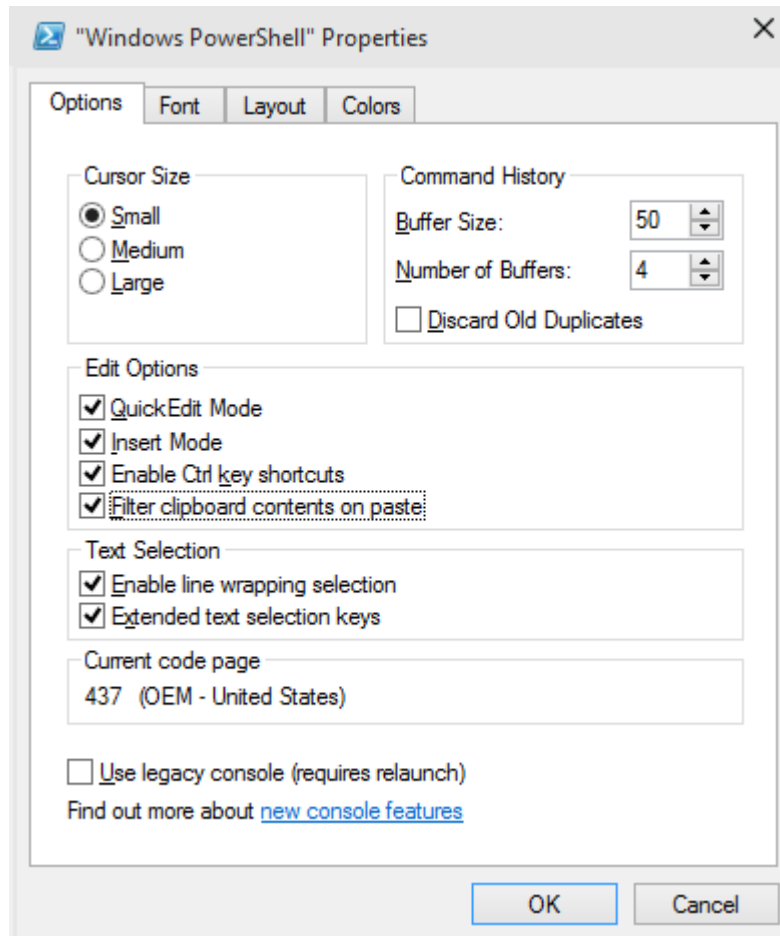 "Windows PowerShell" Properties
Options Font Layout Colors
Cursor Size
Small
Medium
Large
Command History
Buffer Size: 50
Number of Buffers: 4
Discard Old Duplicates
Edit Options
QuickEdit Mode
Insert Mode
Enable Ctrl key shortcuts
Filter clipboard contents on paste
Text Selection
Enable line wrapping selection
Extended text selection keys
Current code page
437 (OEM - United States)
Use legacy console (requires relaunch)
Find out more about new console features
OK Cancel